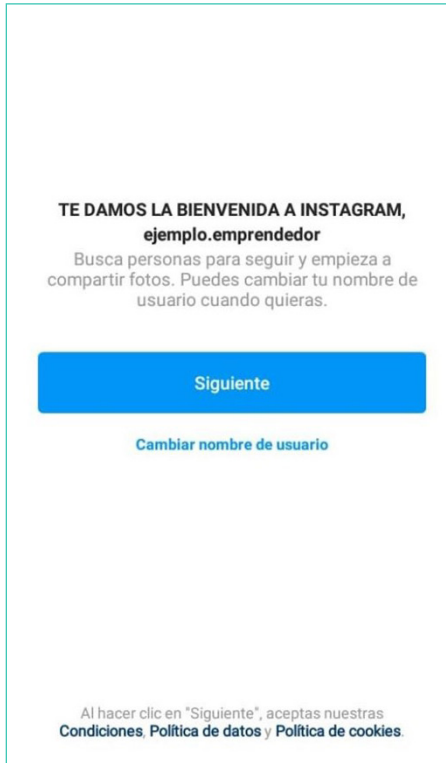 TE DAMOS LA BIENVENIDA A INSTAGRAM,
ejemplo.emprendedor
Busca personas para seguir y empieza a
compartir fotos. Puedes cambiar tu nombre de
usuario cuando quieras.
Siguiente
Cambiar nombre de usuario
Al hacer clic en "Siguiente", aceptas nuestras
Condiciones, Política de datos y Política de cookies.